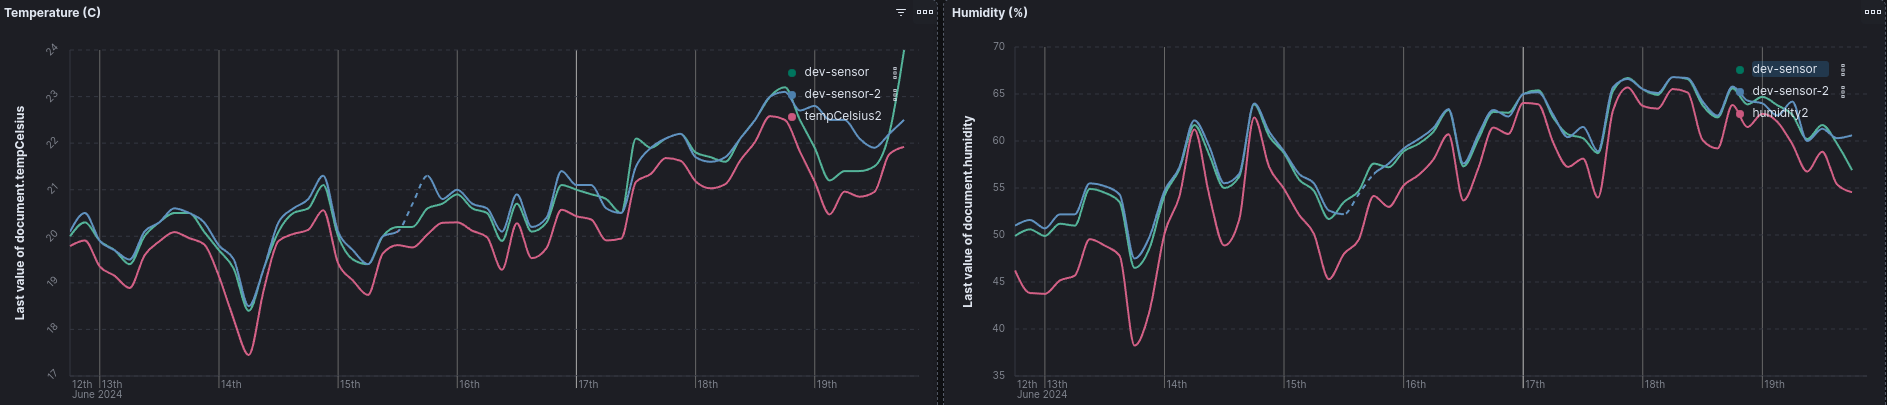 Temperature (C)
Last value of document.tempCelsius
24
23
22
21
20
19
18
17
dev-sensor
dev-sensor-2
tempCelsius2
12th 13th 14th 15th 16th 17th 18th 19th
June 2024
Humidity (%)
Last value of document.humidity
70
65
60
55
50
45
40
35
dev-sensor
dev-sensor-2
humidity2
12th 13th 14th 15th 16th 17th 18th 19th
June 2024